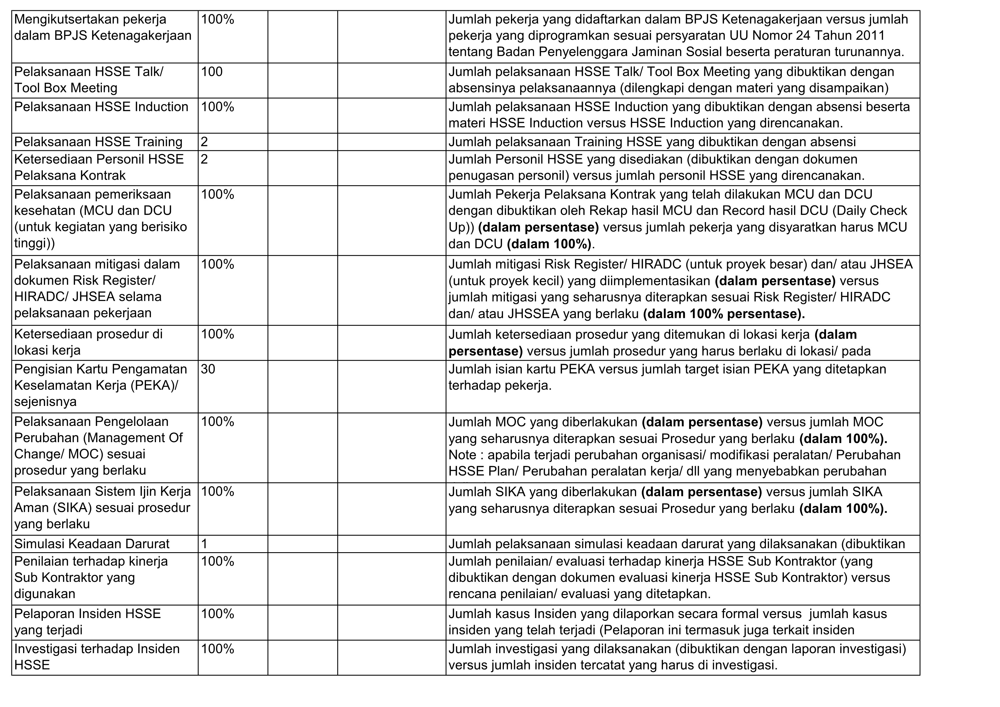 Mengikutsertakan pekerja
dalam BPJS Ketenagakerjaan
100%
Jumlah pekerja yang didaftarkan dalam BPJS Ketenagakerjaan versus jumlah
pekerja yang diprogramkan sesuai persyaratan UU Nomor 24 Tahun 2011
tentang Badan Penyelenggara Jaminan Sosial beserta peraturan turunannya.
Pelaksanaan HSSE Talk/
Tool Box Meeting
100
Jumlah pelaksanaan HSSE Talk/ Tool Box Meeting yang dibuktikan dengan
absensinya pelaksanaannya (dilengkapi dengan materi yang disampaikan)
Pelaksanaan HSSE Induction
100%
Jumlah pelaksanaan HSSE Induction yang dibuktikan dengan absensi beserta
materi HSSE Induction versus HSSE Induction yang direncanakan.
Pelaksanaan HSSE Training
2
Jumlah pelaksanaan Training HSSE yang dibuktikan dengan absensi
Ketersediaan Personil HSSE
Pelaksana Kontrak
2
Jumlah Personil HSSE yang disediakan (dibuktikan dengan dokumen
penugasan personil) versus jumlah personil HSSE yang direncanakan.
Pelaksanaan pemeriksaan
kesehatan (MCU dan DCU
(untuk kegiatan yang berisiko
tinggi))
100%
Jumlah Pekerja Pelaksana Kontrak yang telah dilakukan MCU dan DCU
dengan dibuktikan oleh Rekap hasil MCU dan Record hasil DCU (Daily Check
Up)) (dalam persentase) versus jumlah pekerja yang disyaratkan harus MCU
dan DCU (dalam 100%).
Pelaksanaan mitigasi dalam
dokumen Risk Register/
HIRADC/ JHSEA selama
pelaksanaan pekerjaan
100%
Jumlah mitigasi Risk Register/ HIRADC (untuk proyek besar) dan/ atau JHSEA
(untuk proyek kecil) yang diimplementasikan (dalam persentase) versus
jumlah mitigasi yang seharusnya diterapkan sesuai Risk Register/ HIRADC
dan/ atau JHSSEA yang berlaku (dalam 100% persentase).
Ketersediaan prosedur di
lokasi kerja
100%
Jumlah ketersediaan prosedur yang ditemukan di lokasi kerja (dalam
persentase) versus jumlah prosedur yang harus berlaku di lokasi/ pada
Pengisian Kartu Pengamatan
Keselamatan Kerja (PEKA)/
sejenisnya
30
Jumlah isian kartu PEKA versus jumlah target isian PEKA yang ditetapkan
terhadap pekerja.
Pelaksanaan Pengelolaan
Perubahan (Management Of
Change/ MOC) sesuai
prosedur yang berlaku
100%
Jumlah MOC yang diberlakukan (dalam persentase) versus jumlah MOC
yang seharusnya diterapkan sesuai Prosedur yang berlaku (dalam 100%).
Note : apabila terjadi perubahan organisasi/ modifikasi peralatan/ Perubahan
HSSE Plan/ Perubahan peralatan kerja/ dll yang menyebabkan perubahan
Pelaksanaan Sistem Ijin Kerja
Aman (SIKA) sesuai prosedur
yang berlaku
100%
Jumlah SIKA yang diberlakukan (dalam persentase) versus jumlah SIKA
yang seharusnya diterapkan sesuai Prosedur yang berlaku (dalam 100%).
Simulasi Keadaan Darurat
1
Jumlah pelaksanaan simulasi keadaan darurat yang dilaksanakan (dibuktikan
Penilaian terhadap kinerja
Sub Kontraktor yang
digunakan
100%
Jumlah penilaian/ evaluasi terhadap kinerja HSSE Sub Kontraktor (yang
dibuktikan dengan dokumen evaluasi kinerja HSSE Sub Kontraktor) versus
rencana penilaian/ evaluasi yang ditetapkan.
Pelaporan Insiden HSSE
yang terjadi
100%
Jumlah kasus Insiden yang dilaporkan secara formal versus  jumlah kasus
insiden yang telah terjadi (Pelaporan ini termasuk juga terkait insiden
Investigasi terhadap Insiden
HSSE
100%
Jumlah investigasi yang dilaksanakan (dibuktikan dengan laporan investigasi)
versus jumlah insiden tercatat yang harus di investigasi.